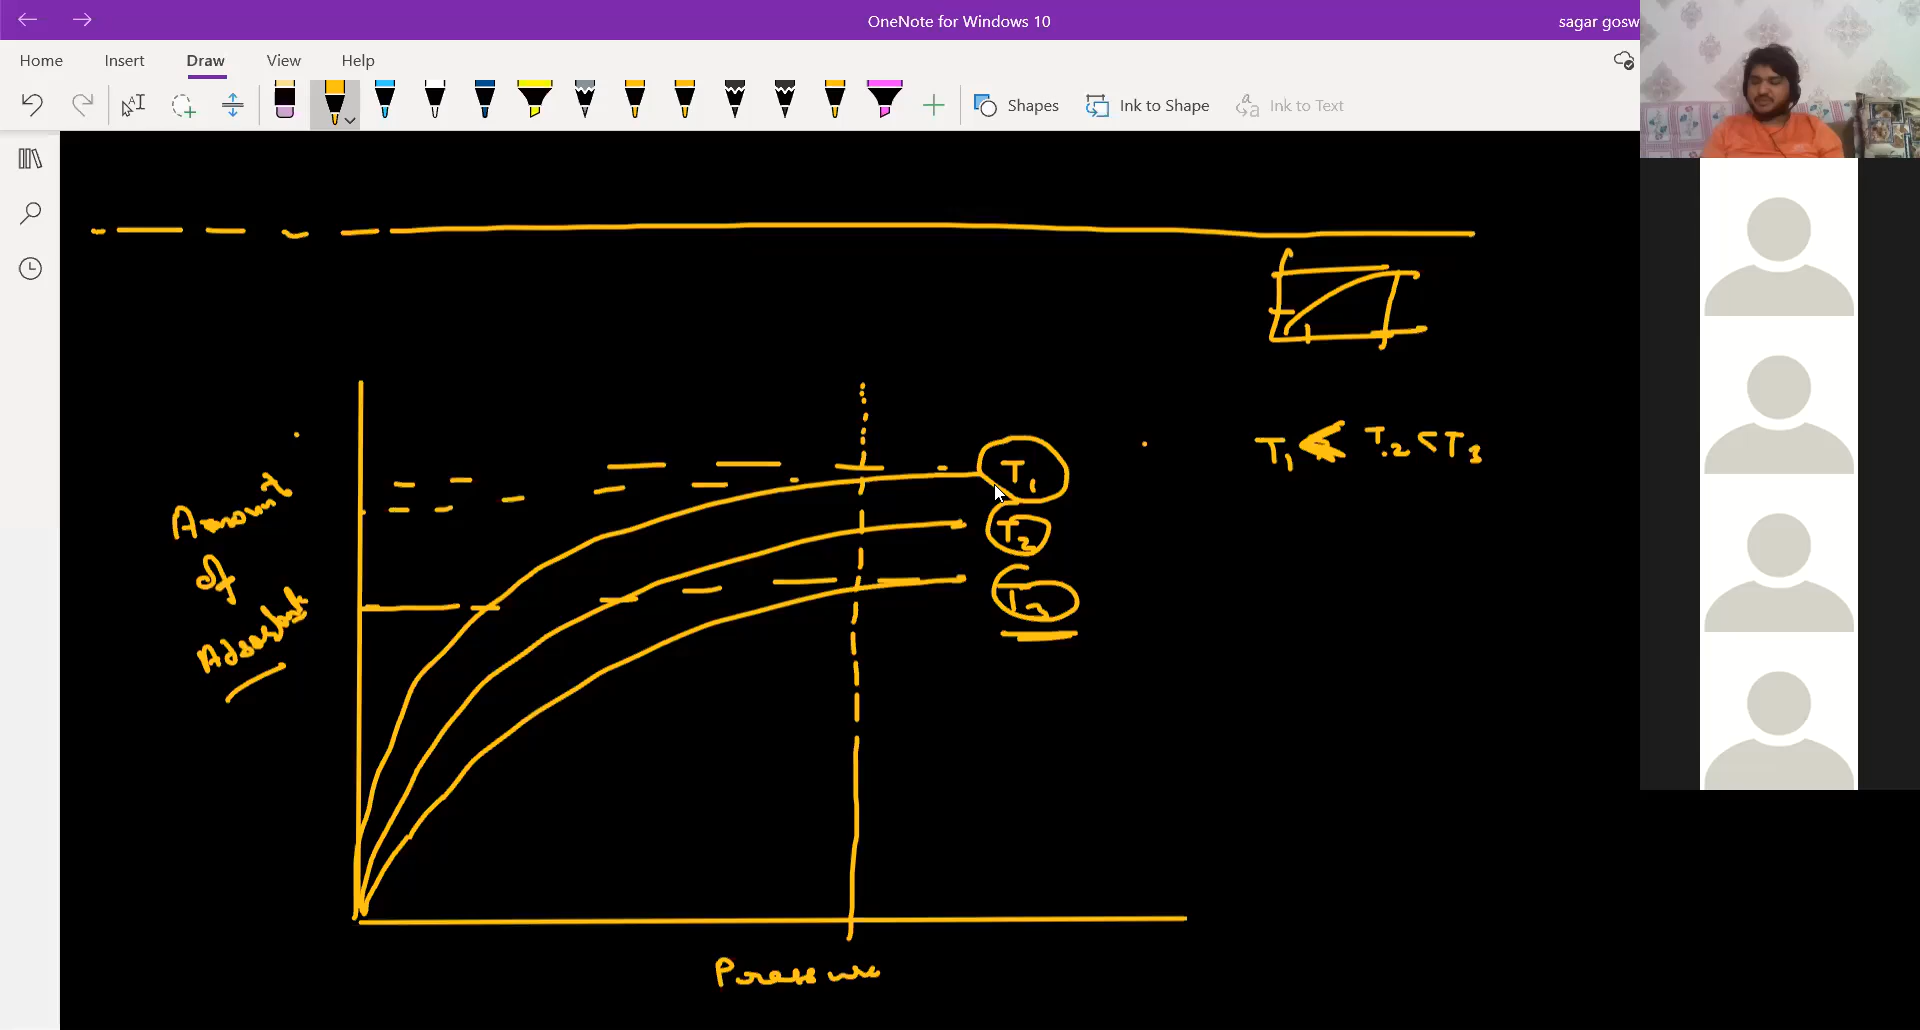 OneNote for Windows 10
sagar gosw
Home Insert Draw View Help
Shapes Ink to Shape Ink to Text
T1 < T2 < T3
T1
T2
T3
Amount
of
Adsorbate
Pressure